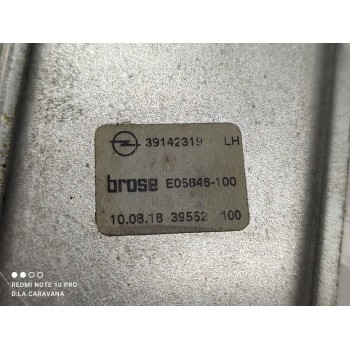 39142319 LH
brose E05846-100
10.08.18 39552 100
REDMI NOTE 10 PRO
D.LA.CARAVANA